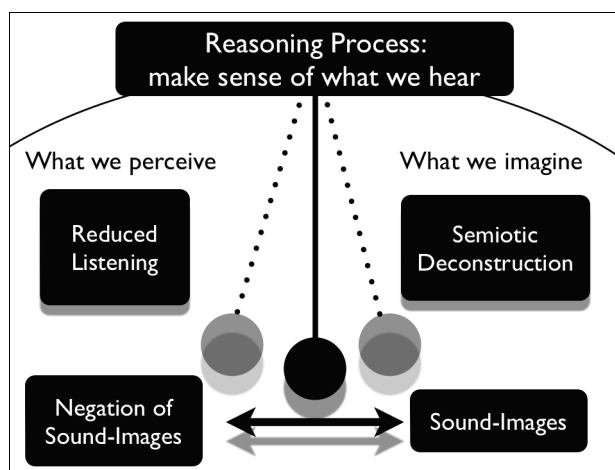 Reasoning Process:
make sense of what we hear
What we perceive
What we imagine
Reduced
Listening
Semiotic
Deconstruction
Negation of
Sound-Images
Sound-Images